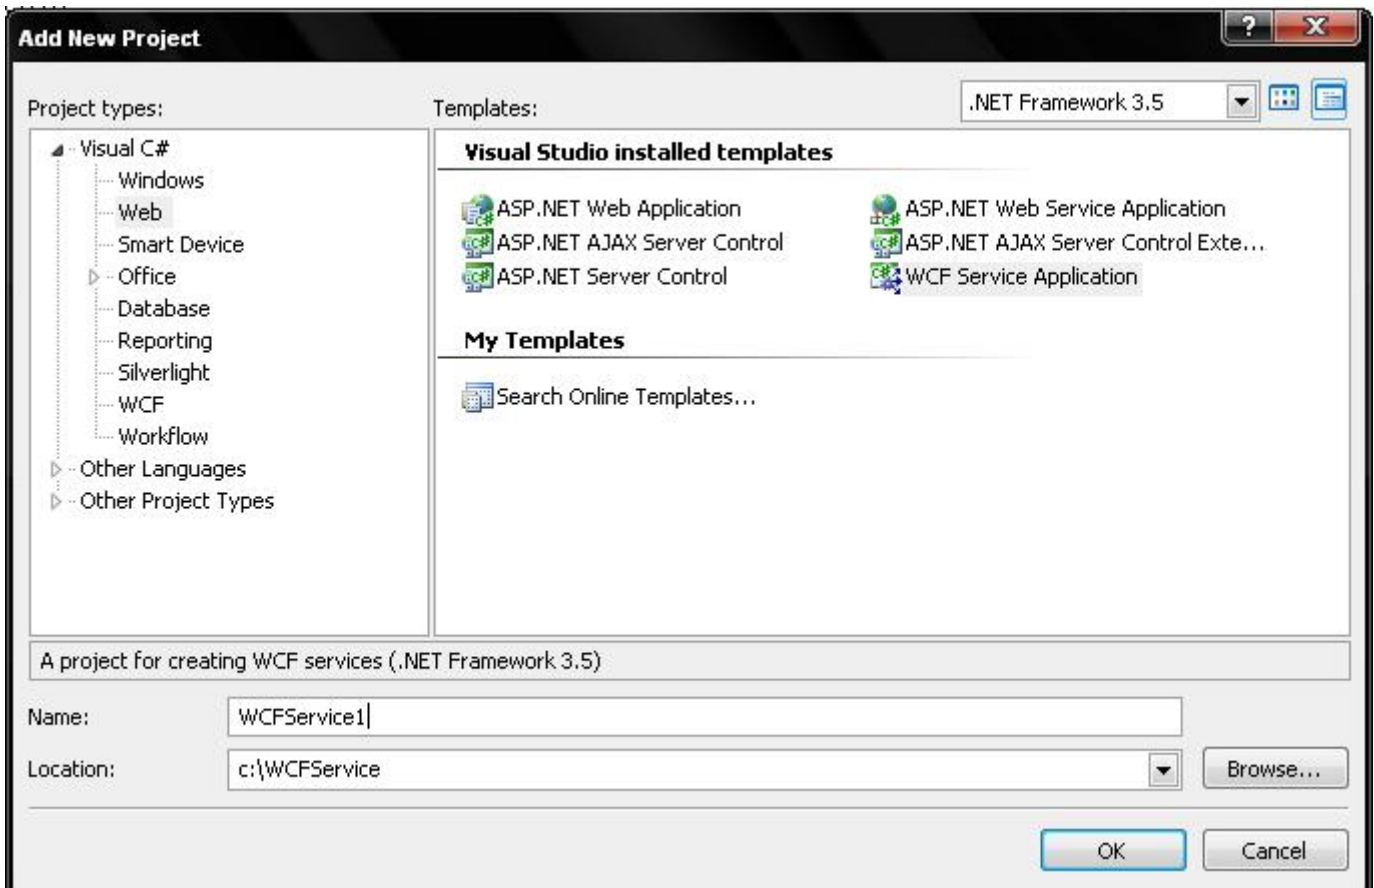 Add New Project
?
Project types:
Templates:
.NET Framework 3.5
Visual C#
Windows
Web
Smart Device
Office
Database
Reporting
Silverlight
WCF
Workflow
Other Languages
Other Project Types
Visual Studio installed templates
ASP.NET Web Application
ASP.NET Web Service Application
ASP.NET AJAX Server Control
ASP.NET AJAX Server Control Exte...
ASP.NET Server Control
WCF Service Application
My Templates
Search Online Templates...
A project for creating WCF services (.NET Framework 3.5)
Name:
WCFService1
Location:
c:\WCFService
Browse...
OK
Cancel